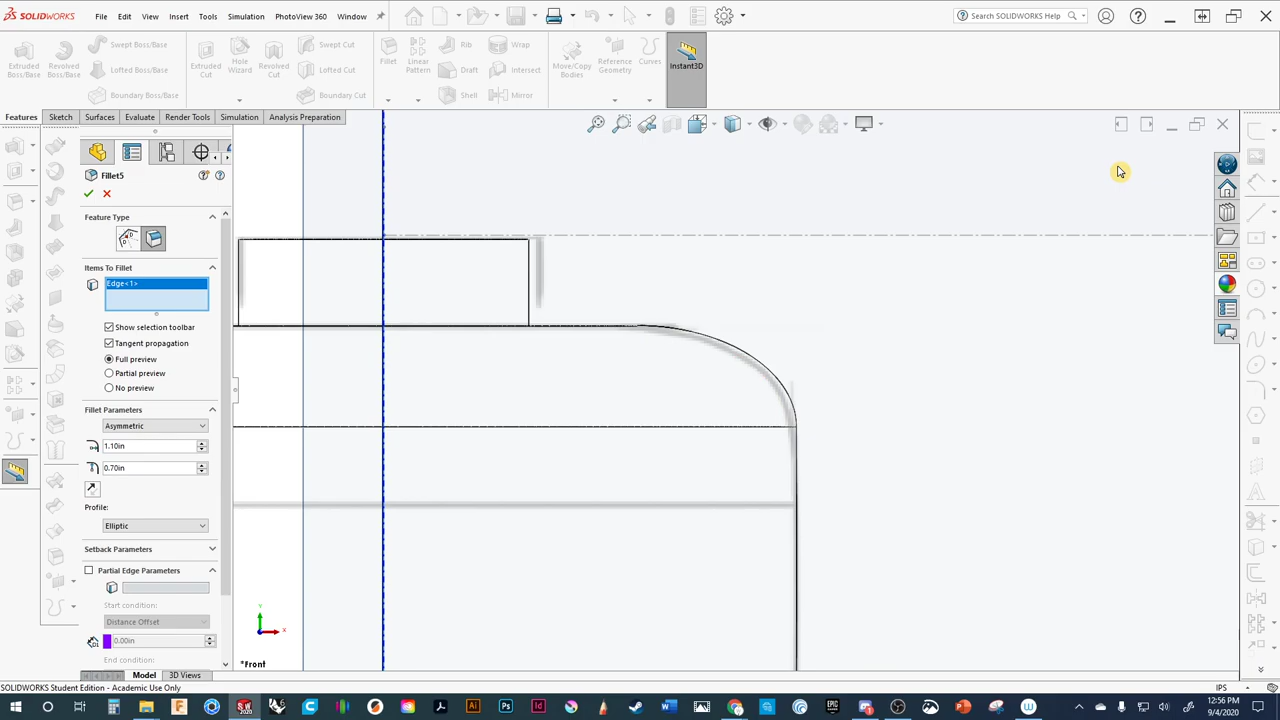 SOLIDWORKS
File Edit View Insert Tools Simulation PhotoView 360 Window
Search SOLIDWORKS Help
Extruded Boss/Base
Revolved Boss/Base
Swept Boss/Base
Lofted Boss/Base
Boundary Boss/Base
Extruded Cut
Hole Wizard
Revolved Cut
Swept Cut
Lofted Cut
Boundary Cut
Fillet
Linear Pattern
Rib
Draft
Shell
Wrap
Intersect
Mirror
Move/Copy Bodies
Reference Geometry
Curves
Instant3D
Features Sketch Surfaces Evaluate Render Tools Simulation Analysis Preparation
Fillet5
Feature Type
Items To Fillet
Edge<1>
Show selection toolbar
Tangent propagation
Full preview
Partial preview
No preview
Fillet Parameters
Asymmetric
1.10in
0.70in
Profile:
Elliptic
Setback Parameters
Partial Edge Parameters
Start condition:
Distance Offset
0.00in
End condition:
Y
X
*Front
Model 3D Views
SOLIDWORKS Student Edition - Academic Use Only
IPS
12:56 PM
9/4/2020